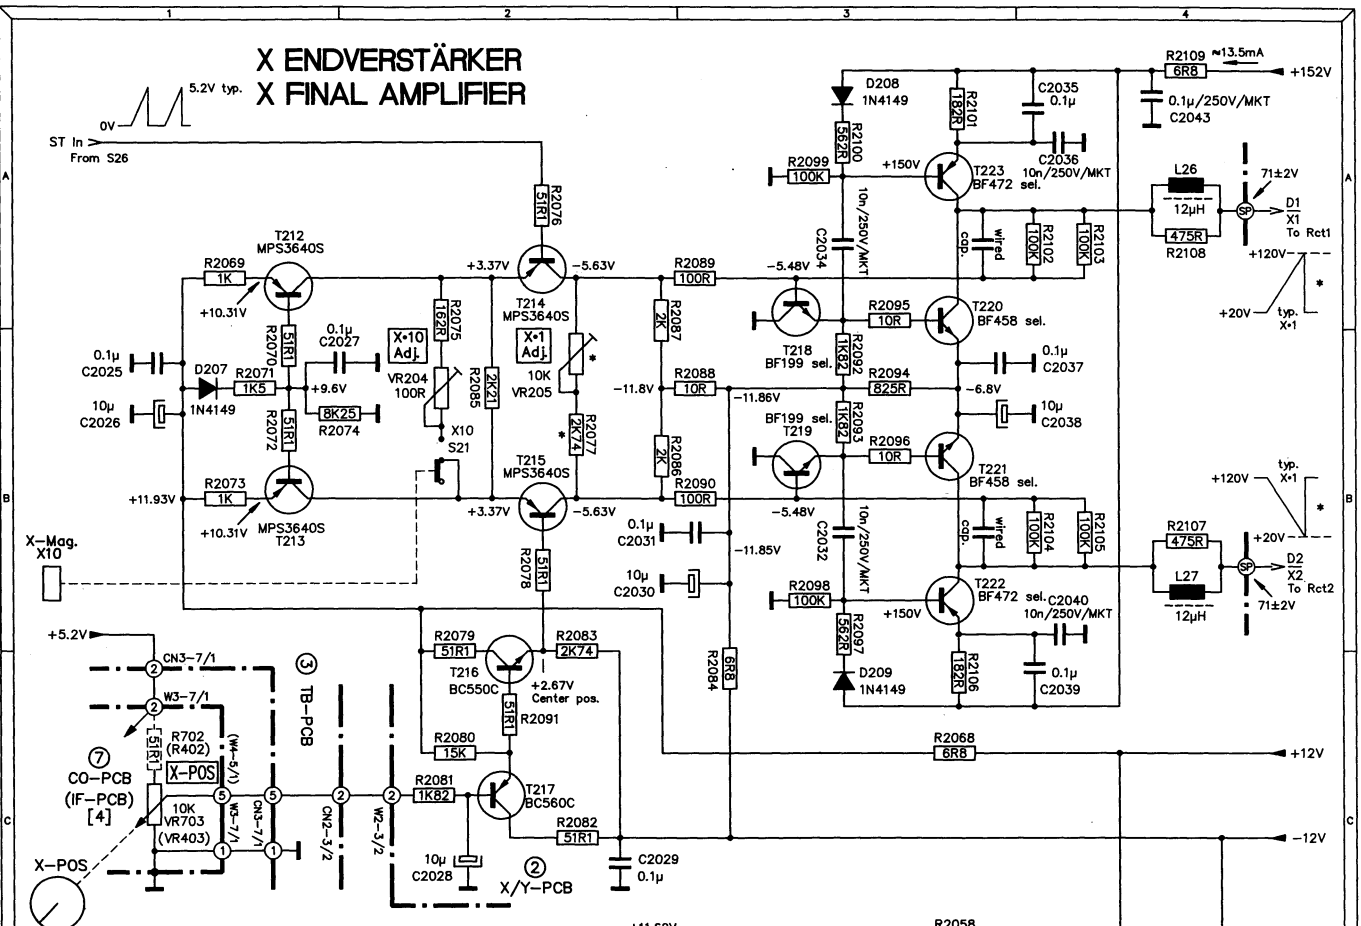 1 2 3 4
X ENDVERSTÄRKER
X FINAL AMPLIFIER
5.2V typ.
0V
ST In
From S26
A
B
C
R2109
≈13.5mA
6R8
+152V
0.1µ/250V/MKT
C2043
D208
1N4149
R2101
182R
C2035
0.1µ
R2100
562R
R2099
100K
+150V
T223
BF472 sel.
C2036
10n/250V/MKT
L26
12µH
475R
R2108
71±2V
SP
D1
X1
To Rct1
A
R2076
51R1
T212
MPS3640S
R2069
1K
+10.31V
+3.37V
-5.63V
T214
MPS3640S
R2089
100R
-5.48V
C2034
10n/250V/MKT
wired
cap.
R2102
100K
R2103
100K
+120V
+20V
typ.
X•1
*
R2070
51R1
0.1µ
C2027
R2075
162R
X•10
Adj.
VR204
100R
X•1
Adj.
10K
VR205
*
R2087
2K
T218
BF199 sel.
R2095
10R
T220
BF458 sel.
R2092
1K82
0.1µ
C2037
0.1µ
C2025
D207
1N4149
R2071
1K5
+9.6V
8K25
R2074
R2085
2K21
-11.8V
R2088
10R
-11.86V
R2094
825R
-6.8V
10µ
C2026
R2072
51R1
X10
S21
R2077
2K74
*
R2086
2K
BF199 sel.
T219
R2093
1K82
R2096
10R
10µ
C2038
T221
BF458 sel.
B
+11.93V
R2073
1K
+10.31V
MPS3640S
T213
T215
MPS3640S
+3.37V
-5.63V
R2090
100R
-5.48V
C2032
10n/250V/MKT
wired
cap.
R2104
100K
R2105
100K
+120V
typ.
X•1
*
+20V
R2107
475R
L27
12µH
SP
D2
X2
To Rct2
71±2V
X-Mag.
X10
R2078
51R1
0.1µ
C2031
-11.85V
10µ
C2030
R2098
100K
+150V
T222
BF472 sel.
C2040
10n/250V/MKT
R2097
562R
D209
1N4149
R2106
182R
0.1µ
C2039
+5.2V
CN3-7/1
2
W3-7/1
2
3
TB-PCB
R2079
51R1
T216
BC550C
R2083
2K74
+2.67V
Center pos.
R2084
6R8
51R1
R2091
R2080
15K
R2068
6R8
+12V
7
CO-PCB
(IF-PCB)
[4]
51R1
R702
(R402)
X-POS
(W4-5/1)
10K
VR703
(VR403)
5
5
2
2
W3-7/1
CN3-7/1
CN2-3/2
W2-3/2
1
1
R2081
1K82
T217
BC560C
R2082
51R1
-12V
C
X-POS
10µ
C2028
2
X/Y-PCB
C2029
0.1µ
R2058